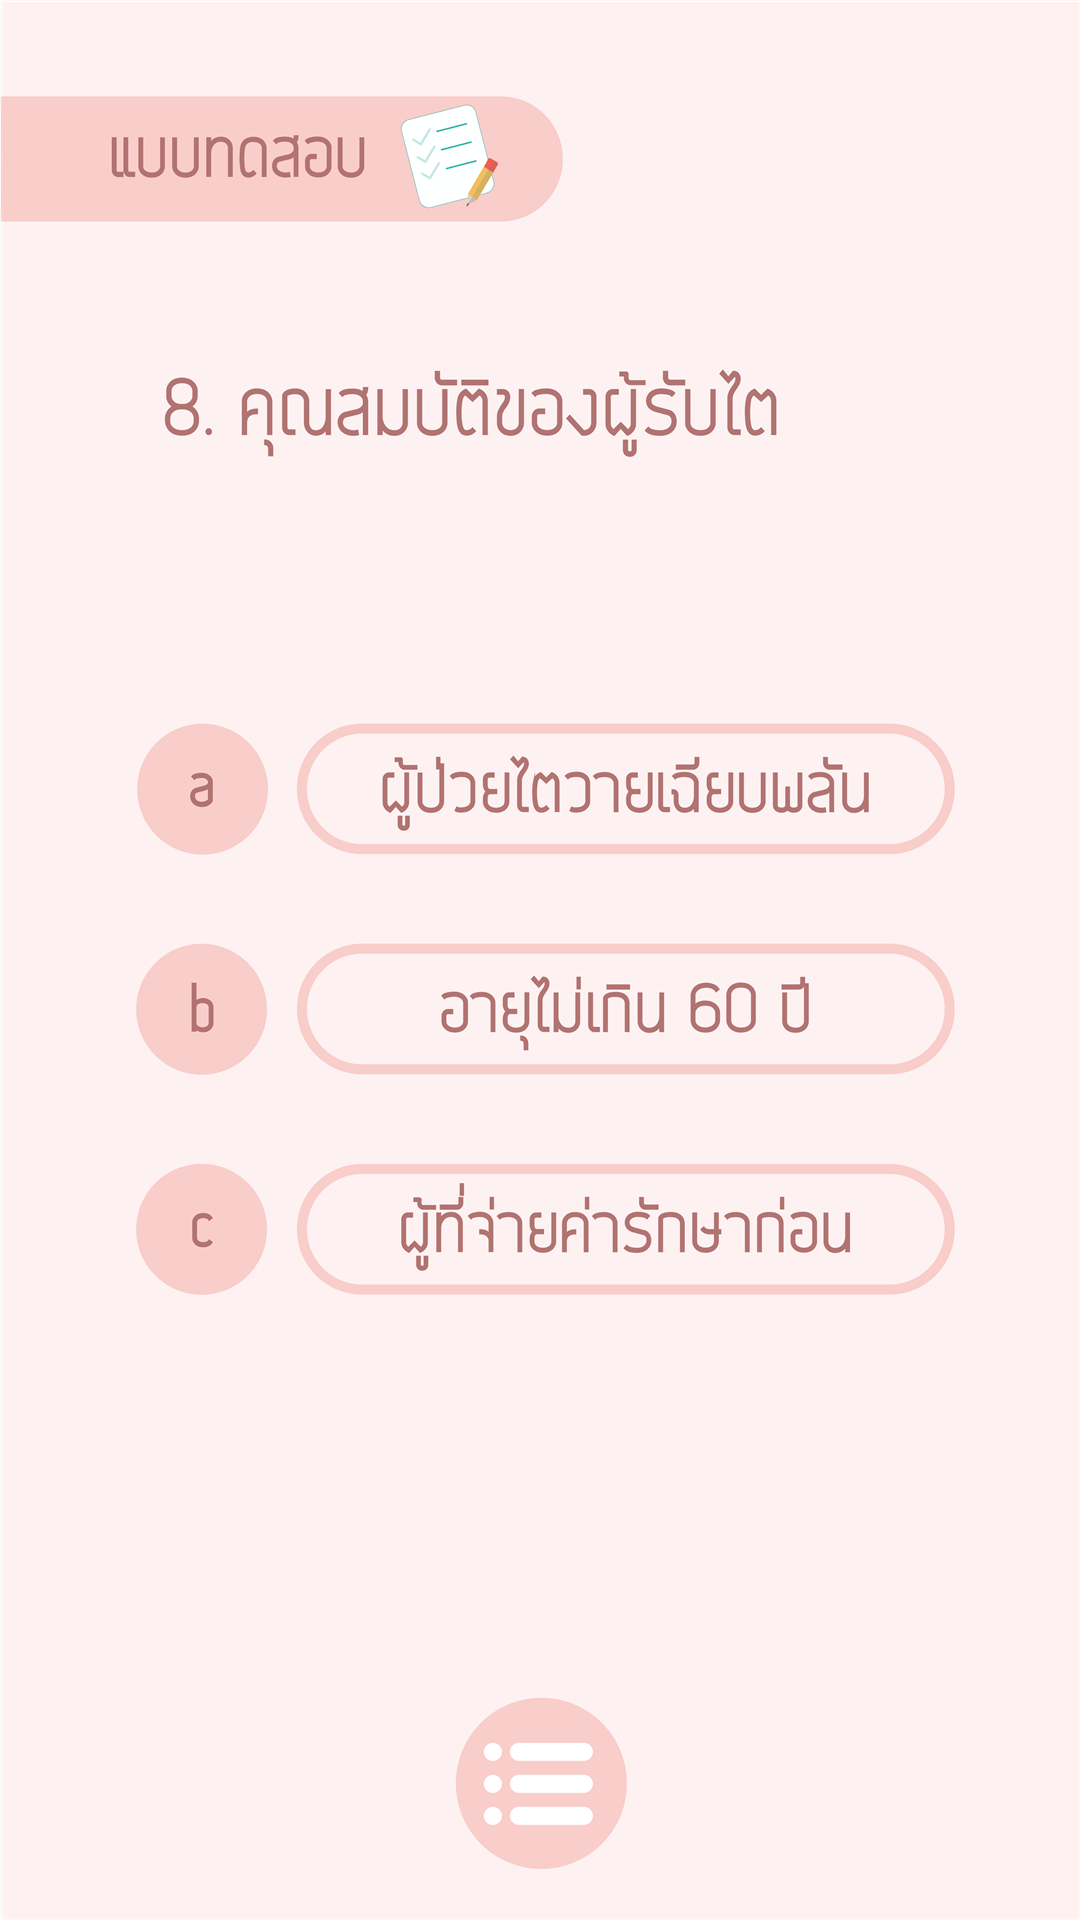 แบบทดสอบ
8. คุณสมบัติของผู้รับไต
a
ผู้ป่วยไตวายเฉียบพลัน
b
อายุไม่เกิน 60 ปี
c
ผู้ที่จ่ายค่ารักษาก่อน